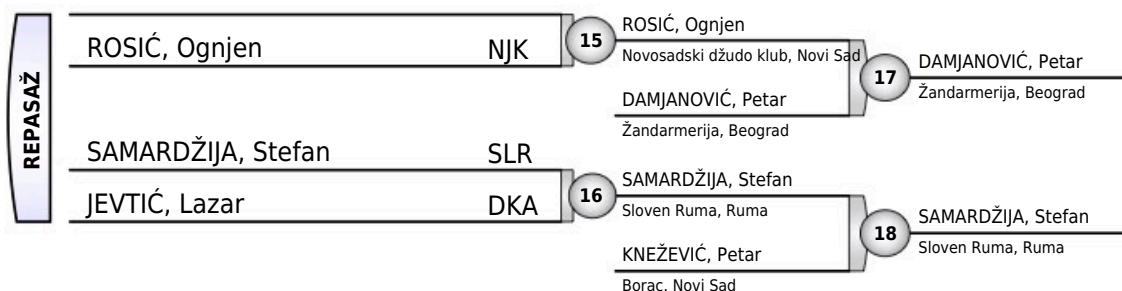 REPASAŽ
ROSIĆ, Ognjen NJK
SAMARDŽIJA, Stefan SLR
JEVTIĆ, Lazar DKA
15
ROSIĆ, Ognjen
Novosadski džudo klub, Novi Sad
DAMJANOVIĆ, Petar
Žandarmerija, Beograd
16
SAMARDŽIJA, Stefan
Sloven Ruma, Ruma
KNEŽEVIĆ, Petar
Borac, Novi Sad
17
DAMJANOVIĆ, Petar
Žandarmerija, Beograd
18
SAMARDŽIJA, Stefan
Sloven Ruma, Ruma